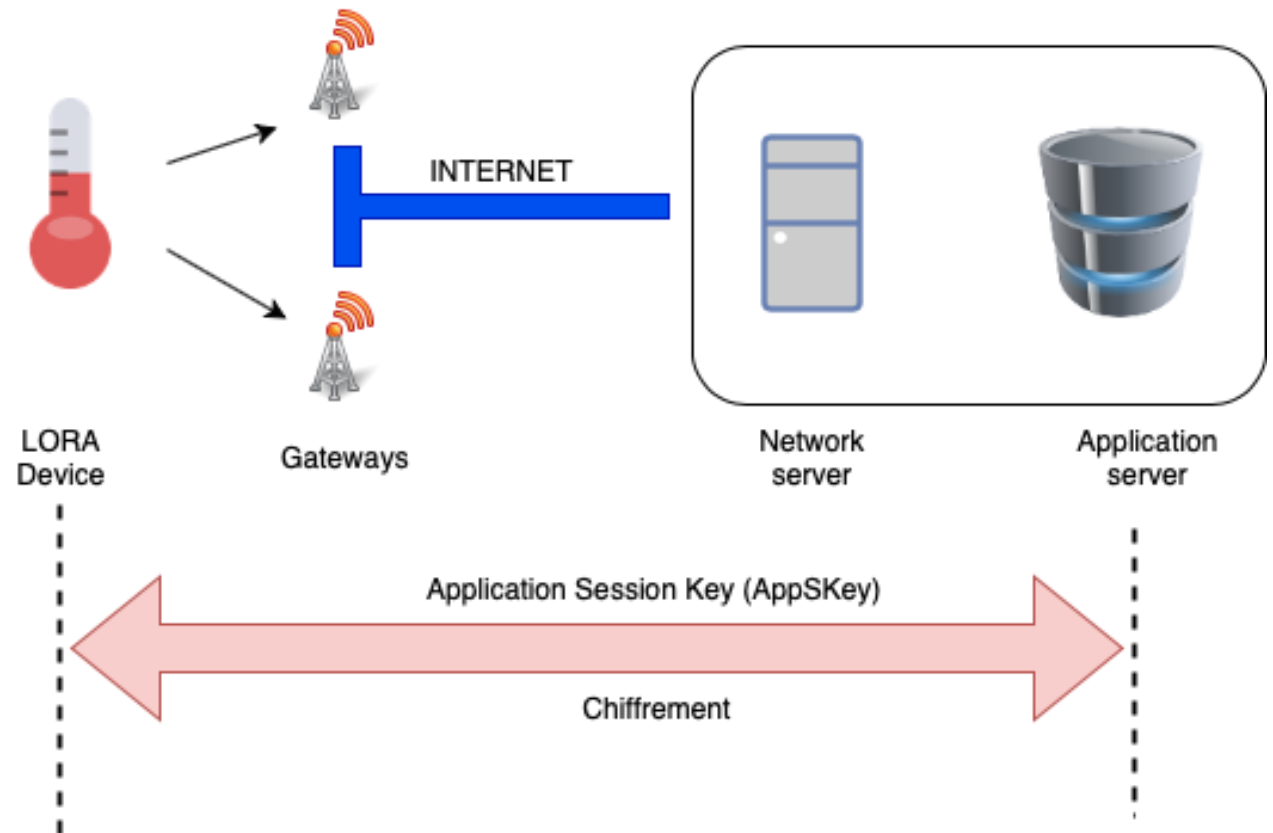 INTERNET
LORA
Device
Gateways
Network
server
Application
server
Application Session Key (AppSKey)
Chiffrement